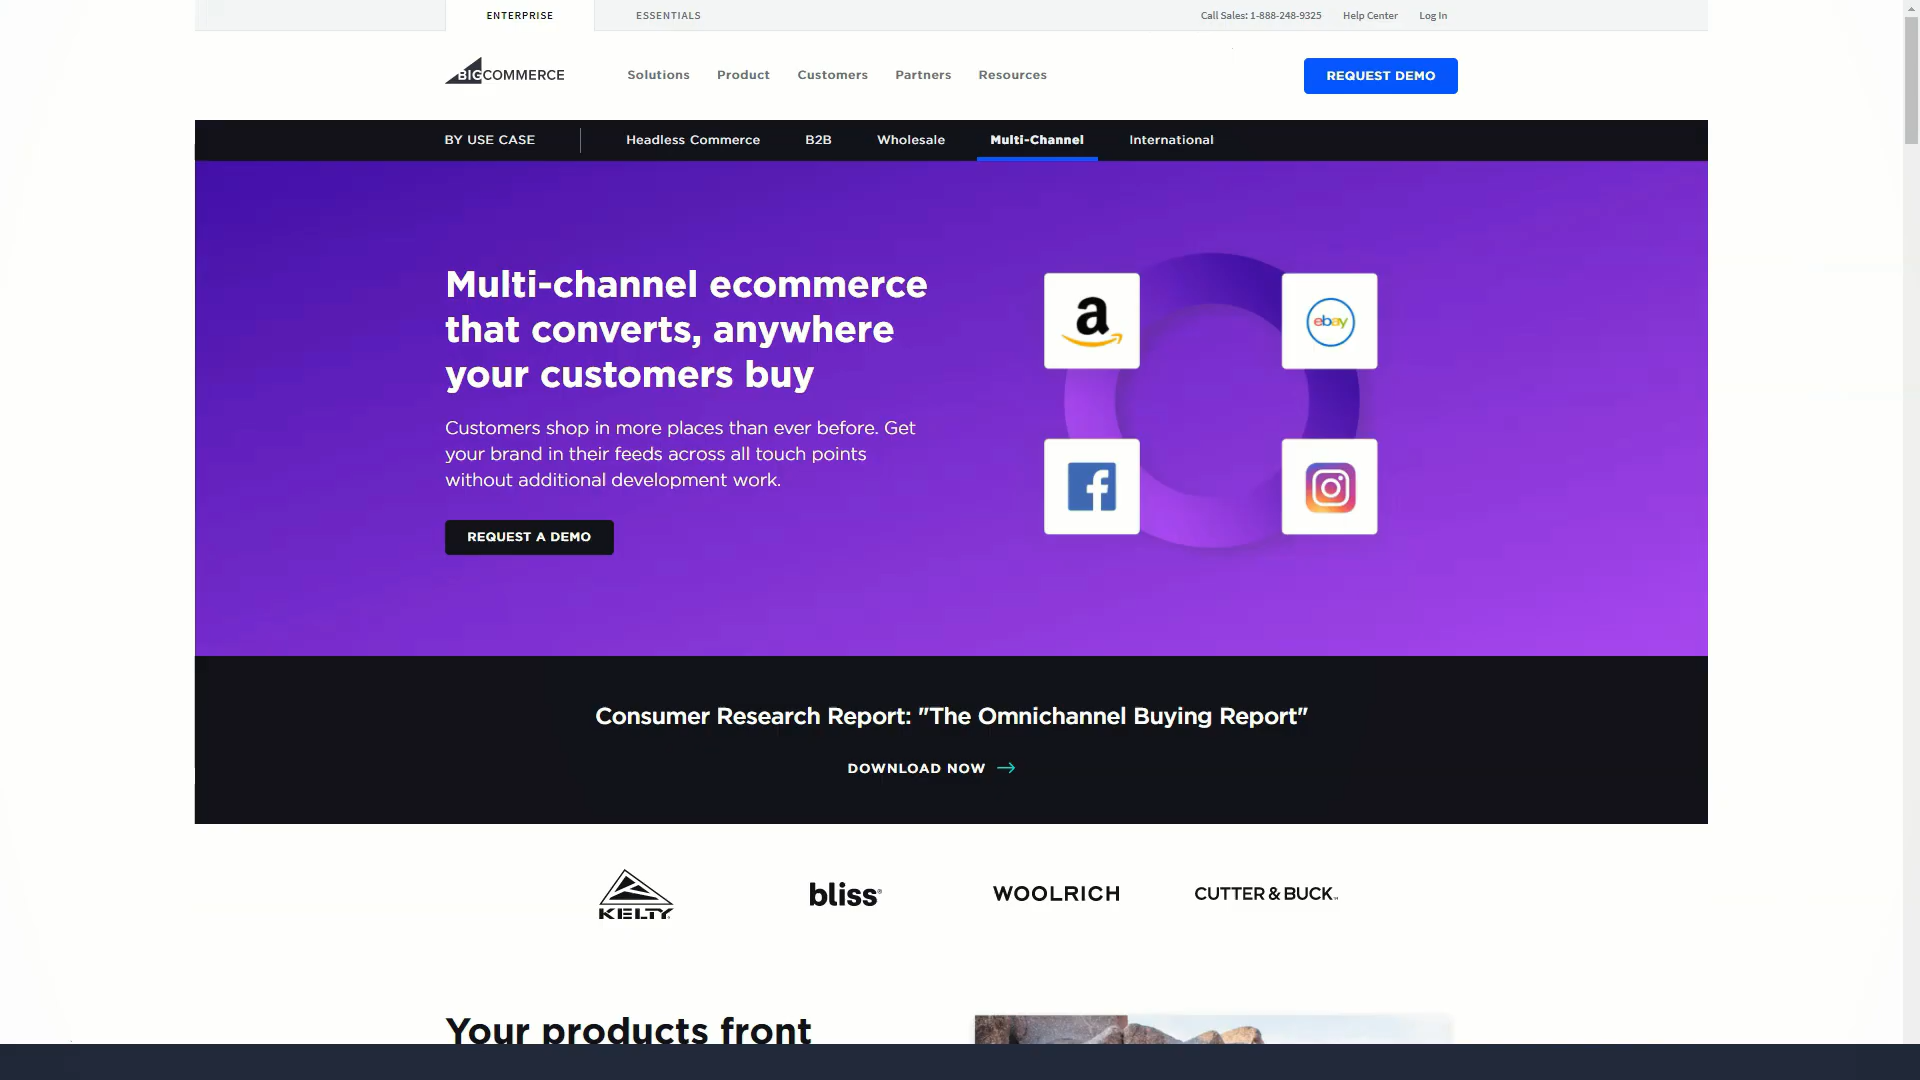 ENTERPRISE
ESSENTIALS
Call Sales: 1-888-248-9325
Help Center
Log In
BIGCOMMERCE
Solutions
Product
Customers
Partners
Resources
REQUEST DEMO
BY USE CASE
Headless Commerce
B2B
Wholesale
Multi-Channel
International
Multi-channel ecommerce
that converts, anywhere
your customers buy
Customers shop in more places than ever before. Get
your brand in their feeds across all touch points
without additional development work.
REQUEST A DEMO
a
ebay
f
Consumer Research Report: "The Omnichannel Buying Report"
DOWNLOAD NOW →
KELTY
bliss®
WOOLRICH
CUTTER & BUCK™
Your products front